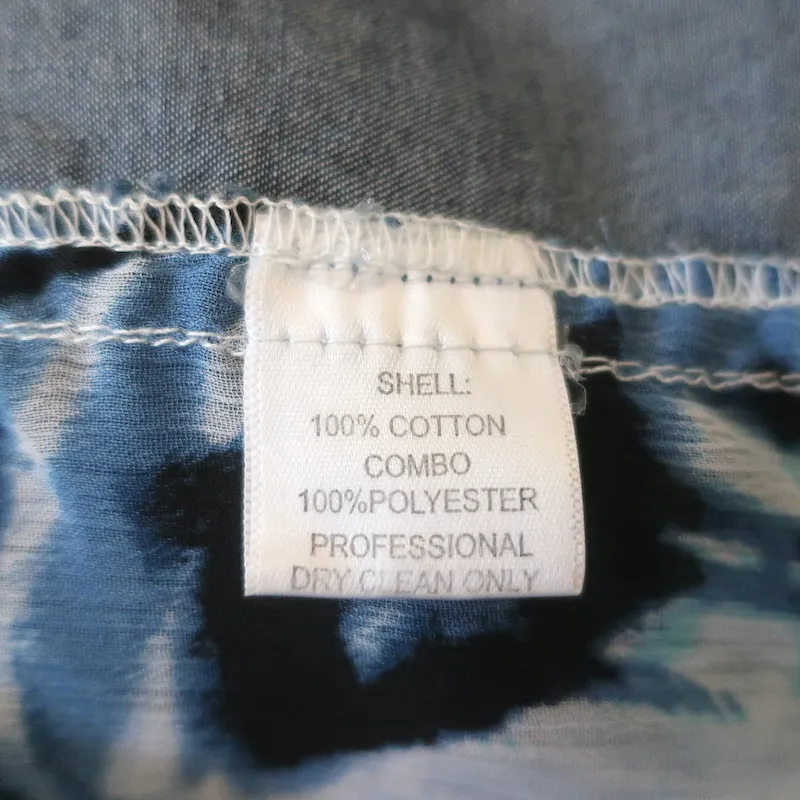 SHELL:
100% COTTON
COMBO
100%POLYESTER
PROFESSIONAL
DRY CLEAN ONLY